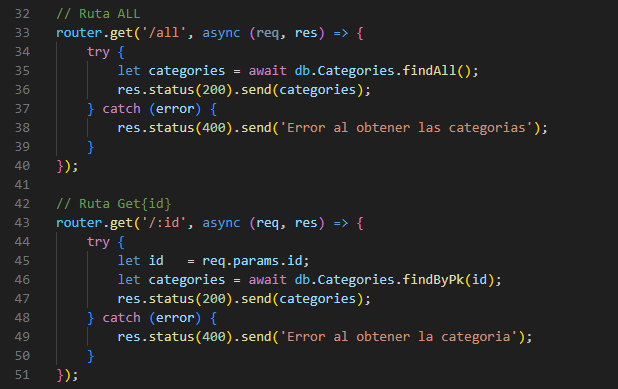 32 // Ruta ALL
33 router.get('/all', async (req, res) => {
34     try {
35         let categories = await db.Categories.findAll();
36         res.status(200).send(categories);
37     } catch (error) {
38         res.status(400).send('Error al obtener las categorias');
39     }
40 });
41
42 // Ruta Get{id}
43 router.get('/:id', async (req, res) => {
44     try {
45         let id   = req.params.id;
46         let categories = await db.Categories.findByPk(id);
47         res.status(200).send(categories);
48     } catch (error) {
49         res.status(400).send('Error al obtener la categoria');
50     }
51 });